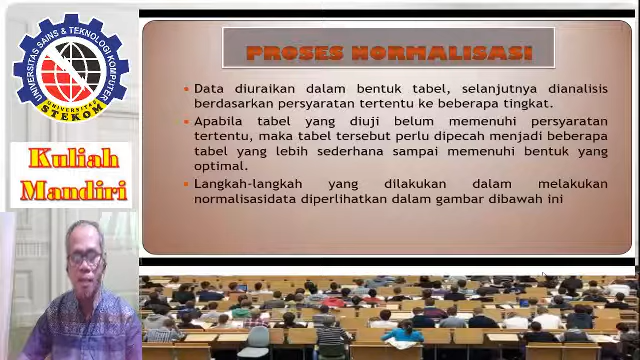 UNIVERSITAS SAINS & TEKNOLOGI KOMPUTER
UNIVERSITAS
STEKOM
Kuliah
Mandiri
PROSES NORMALISASI
Data diuraikan dalam bentuk tabel, selanjutnya dianalisis
berdasarkan persyaratan tertentu ke beberapa tingkat.
Apabila tabel yang diuji belum memenuhi persyaratan
tertentu, maka tabel tersebut perlu dipecah menjadi beberapa
tabel yang lebih sederhana sampai memenuhi bentuk yang
optimal.
Langkah-langkah yang dilakukan dalam melakukan
normalisasidata diperlihatkan dalam gambar dibawah ini